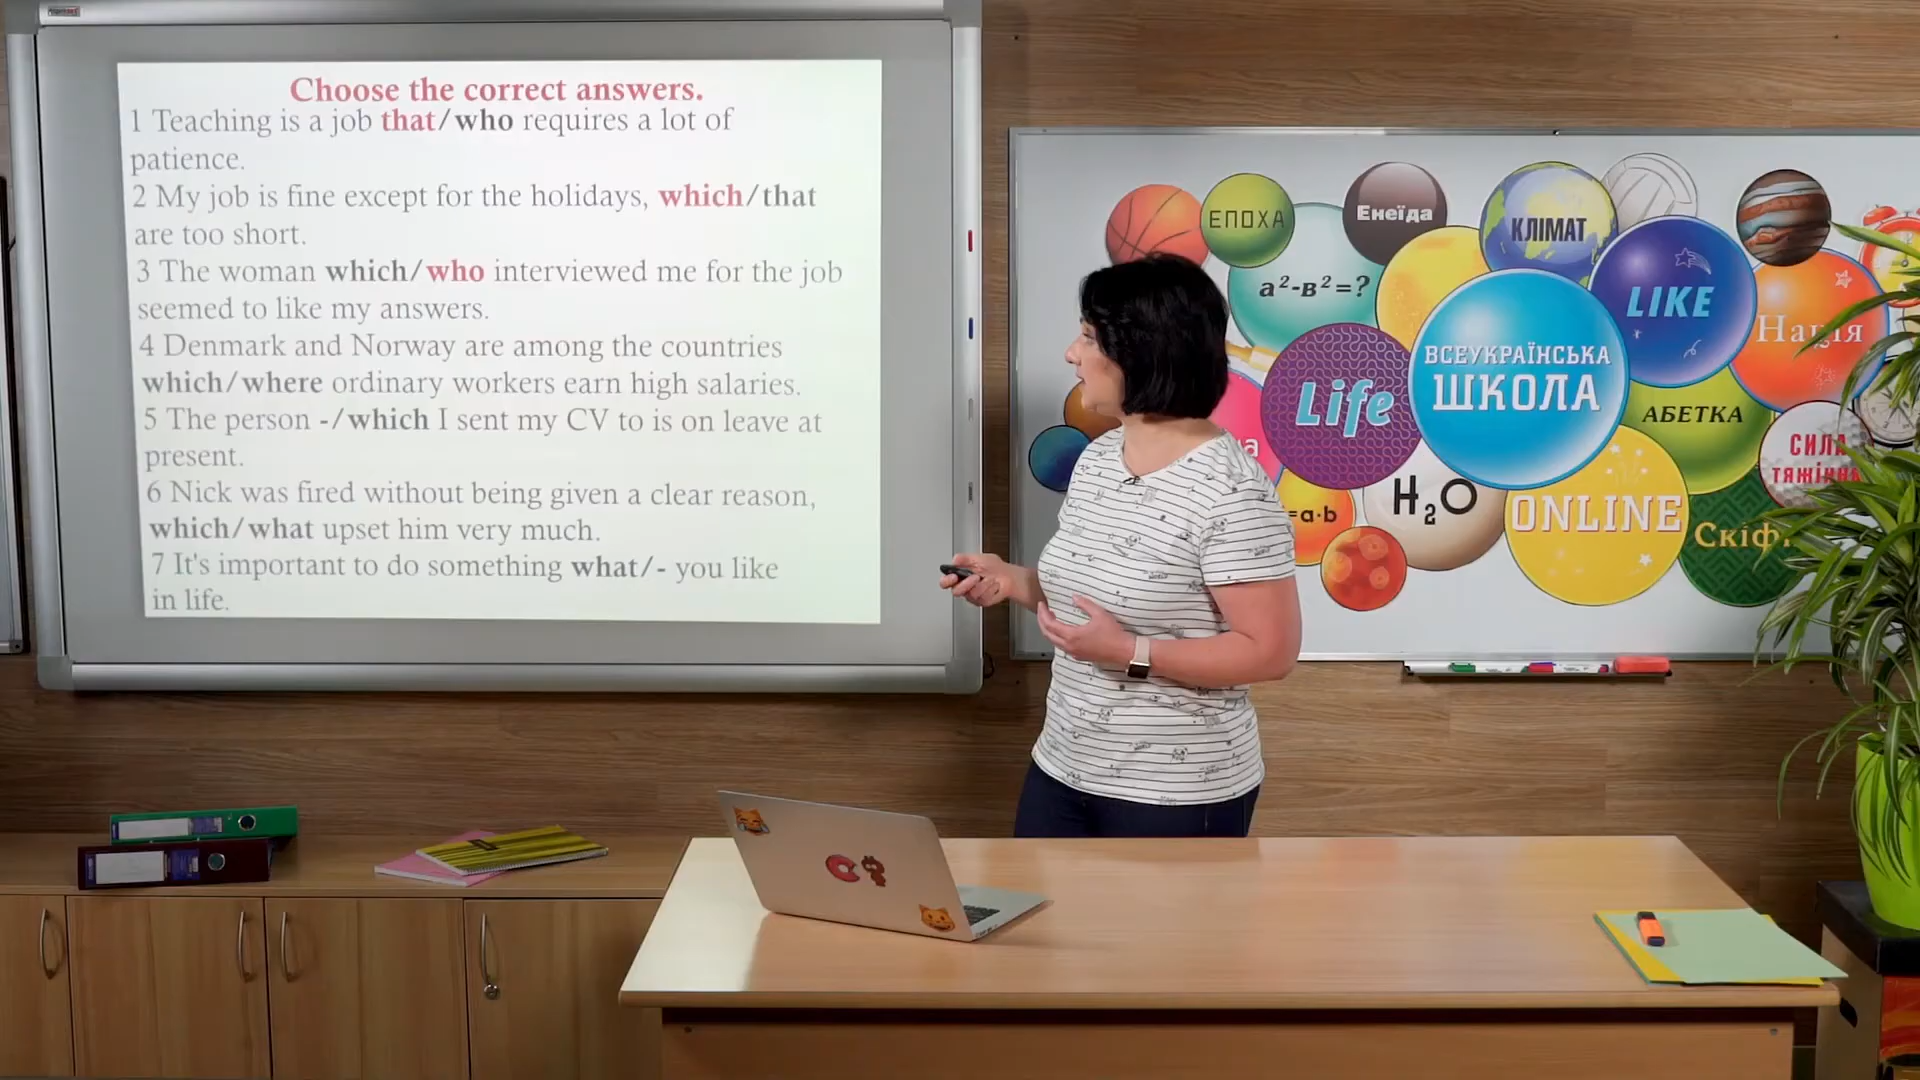 Choose the correct answers.
1 Teaching is a job that/who requires a lot of
patience.
2 My job is fine except for the holidays, which/that
are too short.
3 The woman which/who interviewed me for the job
seemed to like my answers.
4 Denmark and Norway are among the countries
which/where ordinary workers earn high salaries.
5 The person -/which I sent my CV to is on leave at
present.
6 Nick was fired without being given a clear reason,
which/what upset him very much.
7 It's important to do something what/- you like
in life.
ЕПОХА
Енеїда
КЛІМАТ
a²-в²=?
LIKE
Нація
Life
ВСЕУКРАЇНСЬКА
ШКОЛА
АБЕТКА
СИЛА
ТЯЖІННЯ
H₂O
=a·b
ONLINE